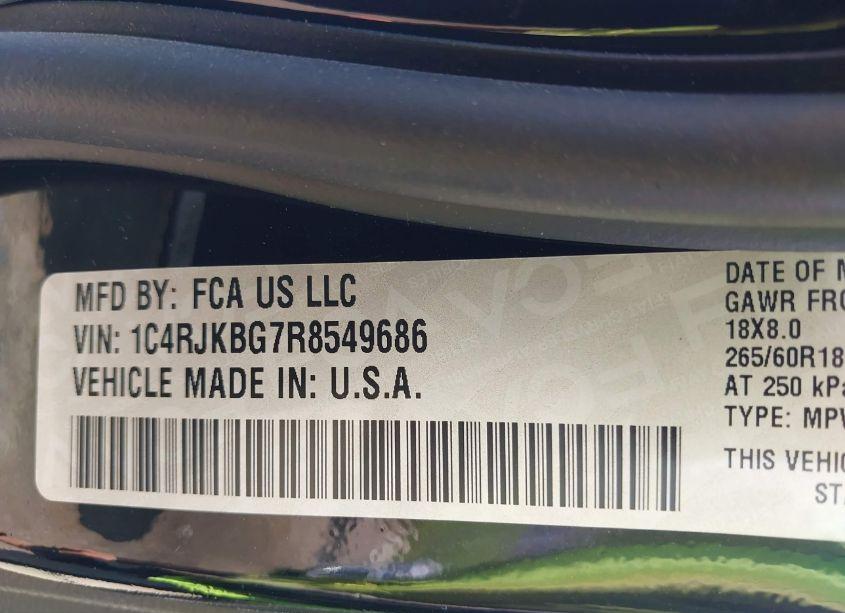 MFD BY: FCA US LLC
VIN: 1C4RJKBG7R8549686
VEHICLE MADE IN: U.S.A.
DATE OF M
GAWR FRO
18X8.0
265/60R18
AT 250 kPa
TYPE: MPV
THIS VEHIC
STA